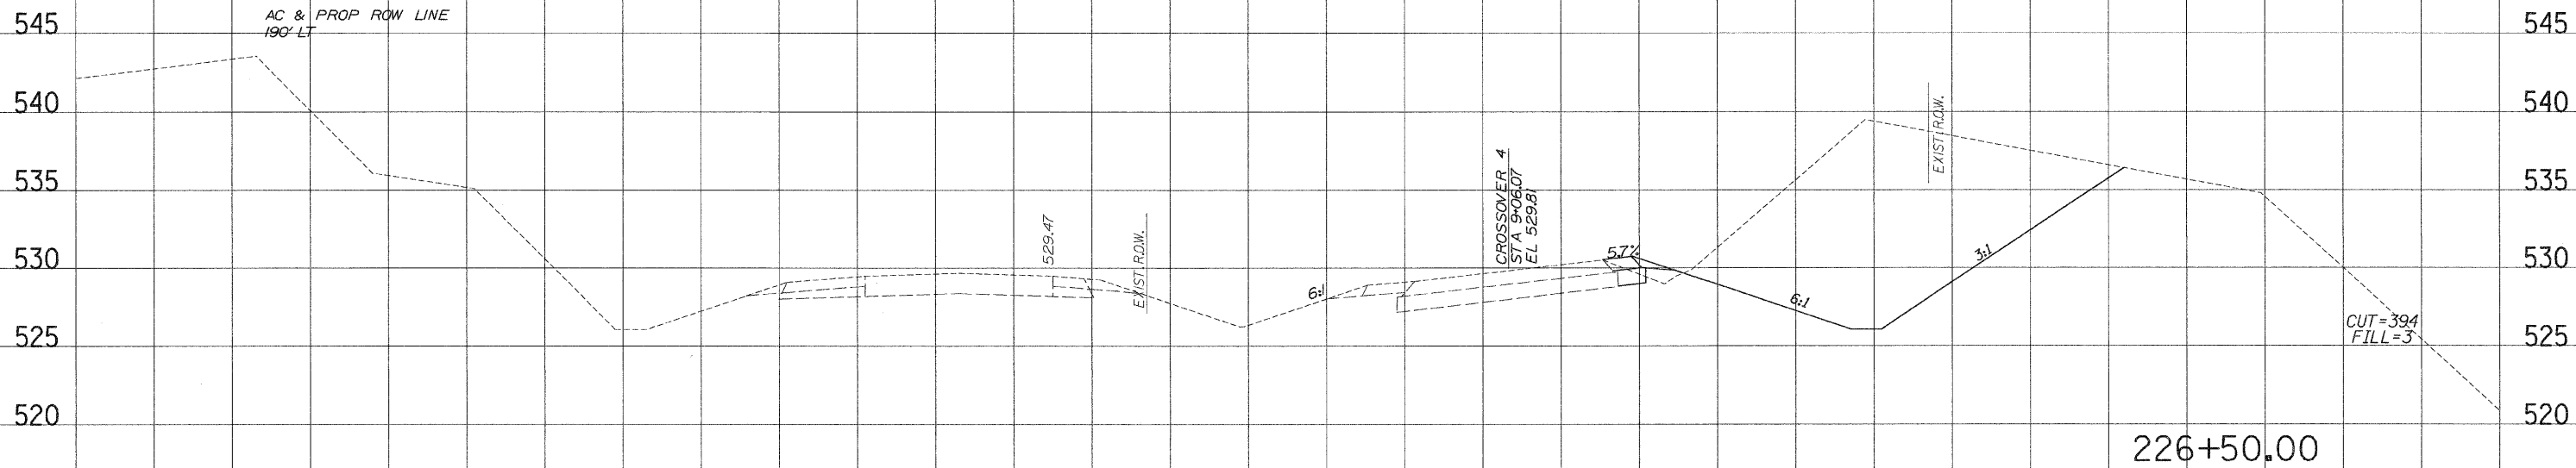 AC & PROP ROW LINE
190' LT
545
545
540
540
535
535
530
530
525
525
520
520
529.47
EXIST R.O.W.
6:1
CROSSOVER 4
STA 9+06.07
EL 529.81
5.7%
6:1
3:1
EXIST R.O.W.
CUT=394
FILL=3
226+50.00